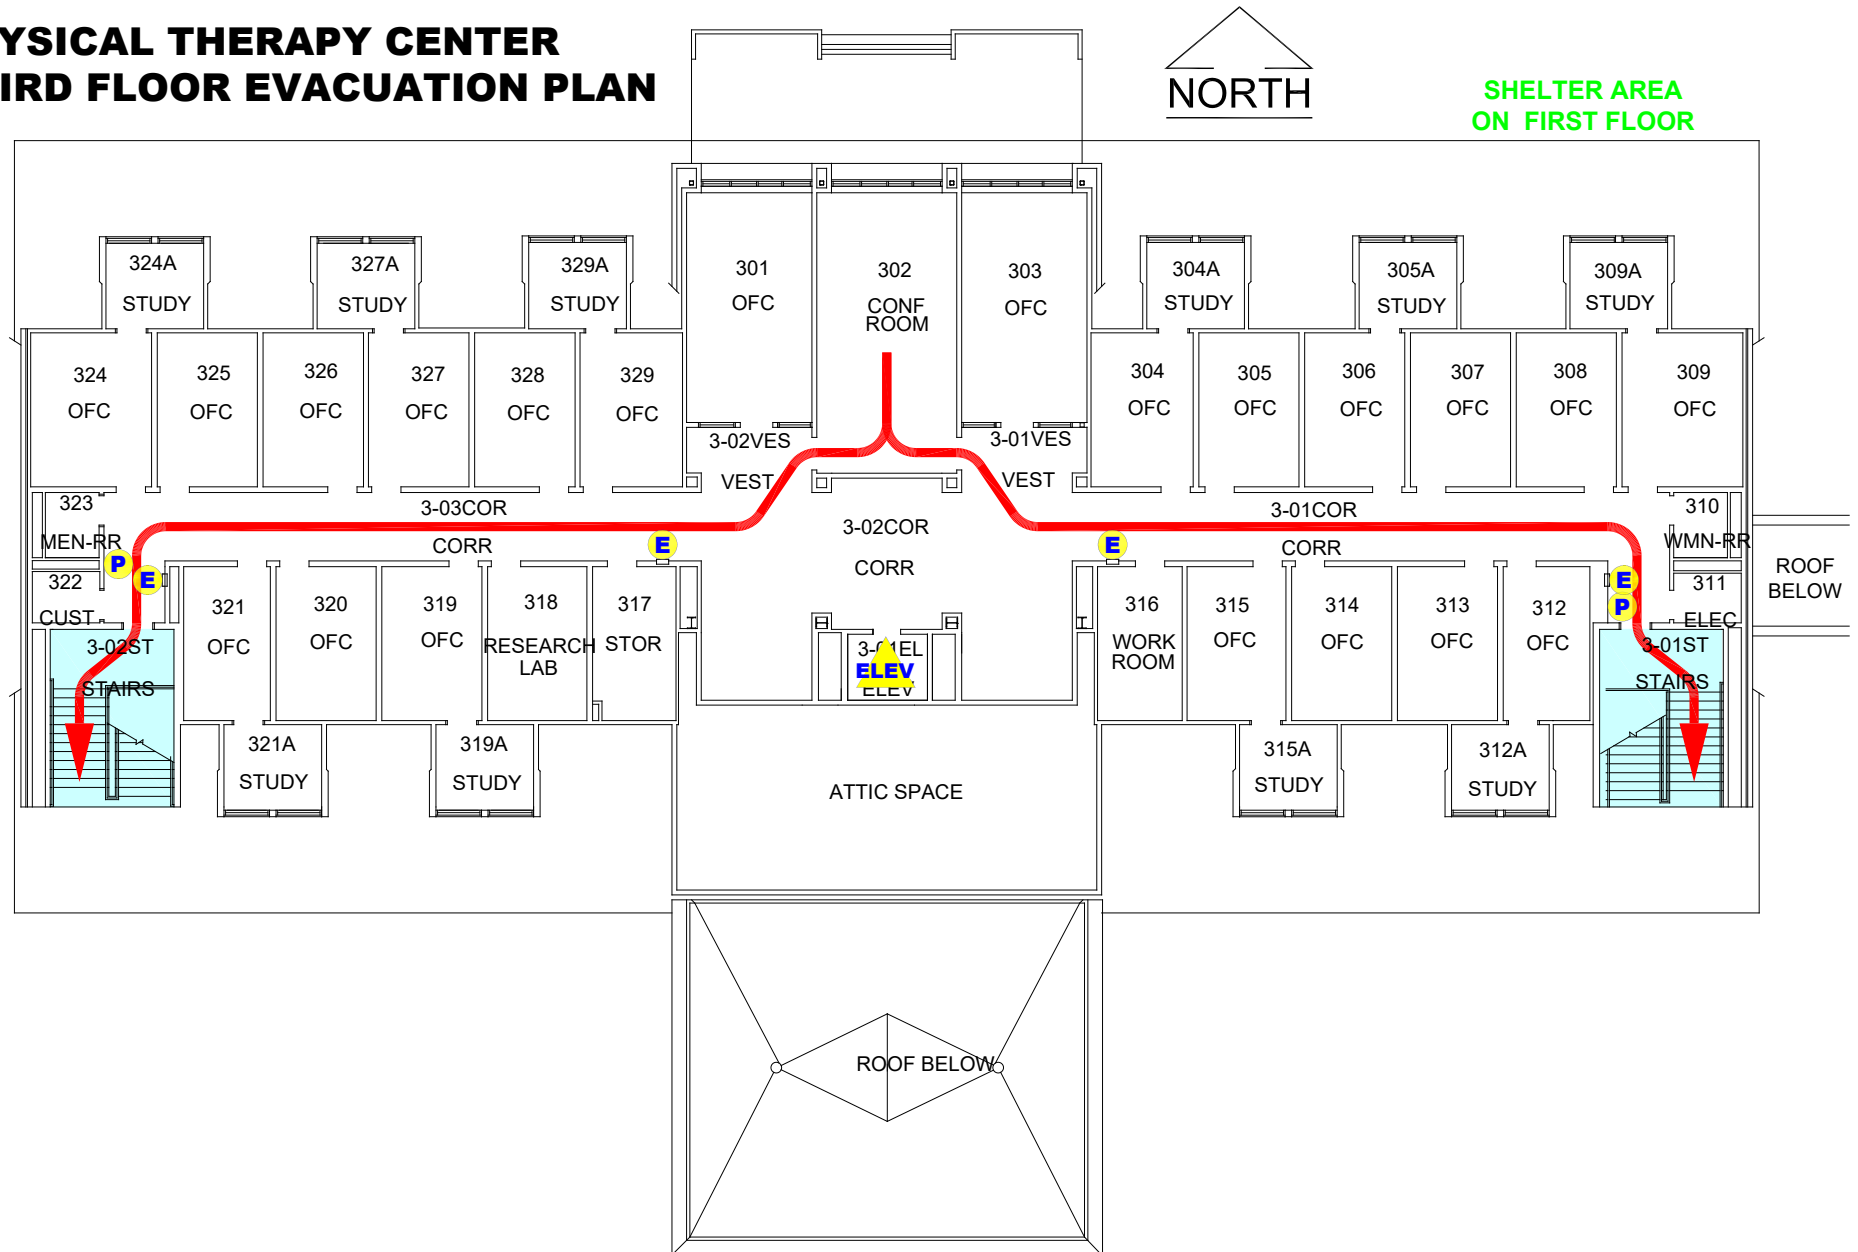 YSICAL THERAPY CENTER
IRD FLOOR EVACUATION PLAN
NORTH
SHELTER AREA
ON FIRST FLOOR
324A
STUDY
327A
STUDY
329A
STUDY
301
OFC
302
CONF
ROOM
303
OFC
304A
STUDY
305A
STUDY
309A
STUDY
324
OFC
325
OFC
326
OFC
327
OFC
328
OFC
329
OFC
304
OFC
305
OFC
306
OFC
307
OFC
308
OFC
309
OFC
3-02VES
VEST
3-01VES
VEST
323
MEN-RR
3-03COR
CORR
3-02COR
CORR
3-01COR
CORR
310
WMN-RR
ROOF
BELOW
P
E
E
E
E
P
322
CUST
311
ELEC
321
OFC
320
OFC
319
OFC
318
RESEARCH
LAB
317
STOR
3-01EL
ELEV
ELEV
316
WORK
ROOM
315
OFC
314
OFC
313
OFC
312
OFC
3-02ST
STAIRS
3-01ST
STAIRS
321A
STUDY
319A
STUDY
ATTIC SPACE
315A
STUDY
312A
STUDY
ROOF BELOW